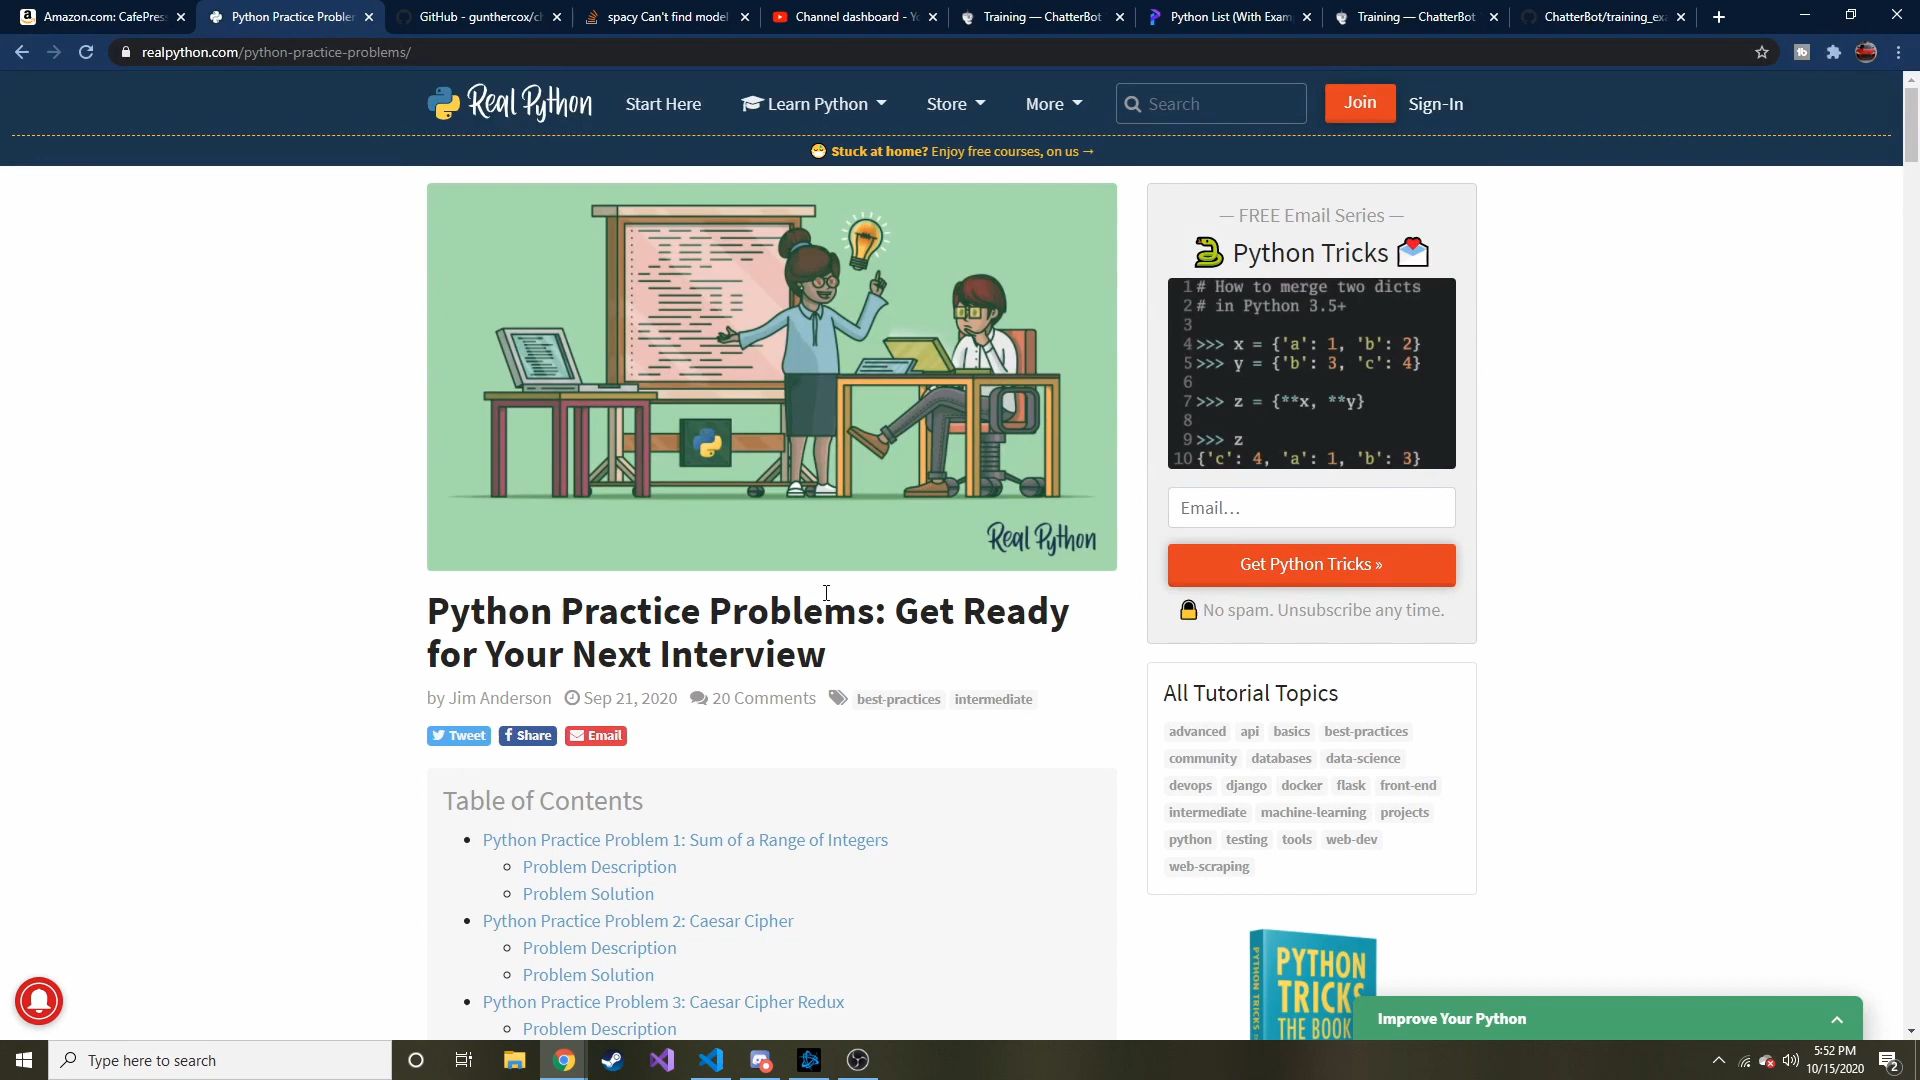 Amazon.com: CafePres
Python Practice Probler
GitHub - gunthercox/ch
spacy Can't find model
Channel dashboard - Yo
Training — ChatterBot
Python List (With Exam
Training — ChatterBot
ChatterBot/training_exa
realpython.com/python-practice-problems/
Real Python
Start Here
Learn Python
Store
More
Search
Join
Sign-In
Stuck at home? Enjoy free courses, on us →
Real Python
Python Practice Problems: Get Ready
for Your Next Interview
by Jim Anderson Sep 21, 2020 20 Comments best-practices intermediate
Tweet Share Email
Table of Contents
• Python Practice Problem 1: Sum of a Range of Integers
Problem Description
Problem Solution
• Python Practice Problem 2: Caesar Cipher
Problem Description
Problem Solution
• Python Practice Problem 3: Caesar Cipher Redux
Problem Description
— FREE Email Series —
Python Tricks
1 # How to merge two dicts
2 # in Python 3.5+
3
4 >>> x = {'a': 1, 'b': 2}
5 >>> y = {'b': 3, 'c': 4}
6
7 >>> z = {**x, **y}
8
9 >>> z
10 {'c': 4, 'a': 1, 'b': 3}
Email…
Get Python Tricks »
No spam. Unsubscribe any time.
All Tutorial Topics
advanced api basics best-practices
community databases data-science
devops django docker flask front-end
intermediate machine-learning projects
python testing tools web-dev
web-scraping
PYTHON TRICKS
PYTHON
TRICKS
THE BOOK
Improve Your Python
Type here to search
5:52 PM
10/15/2020
2